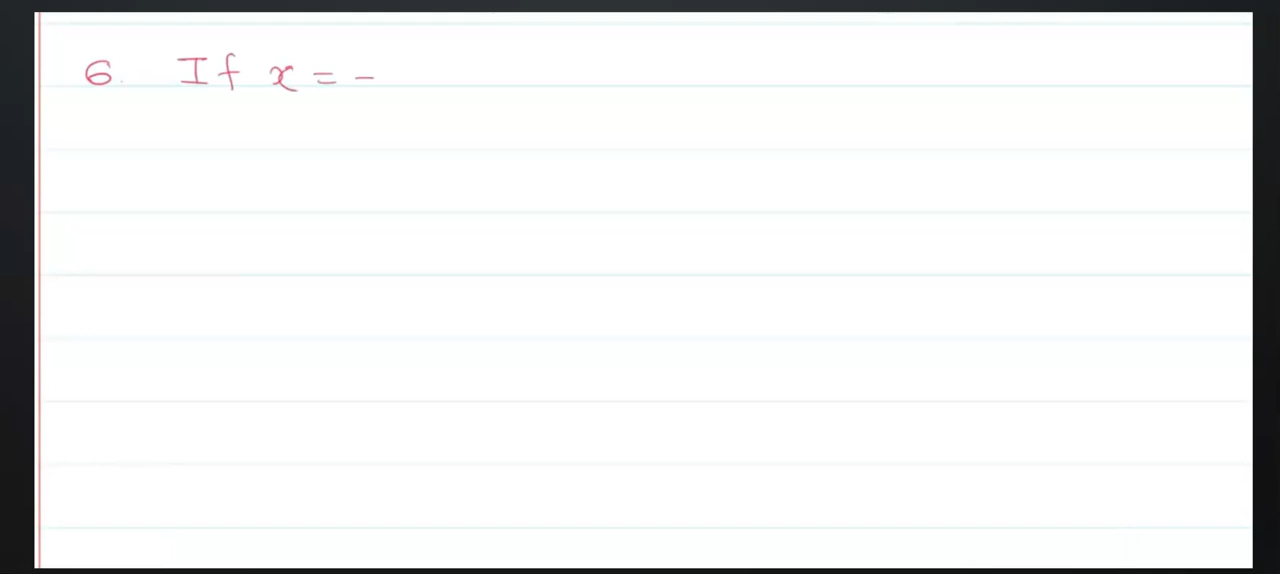 6. If x = -